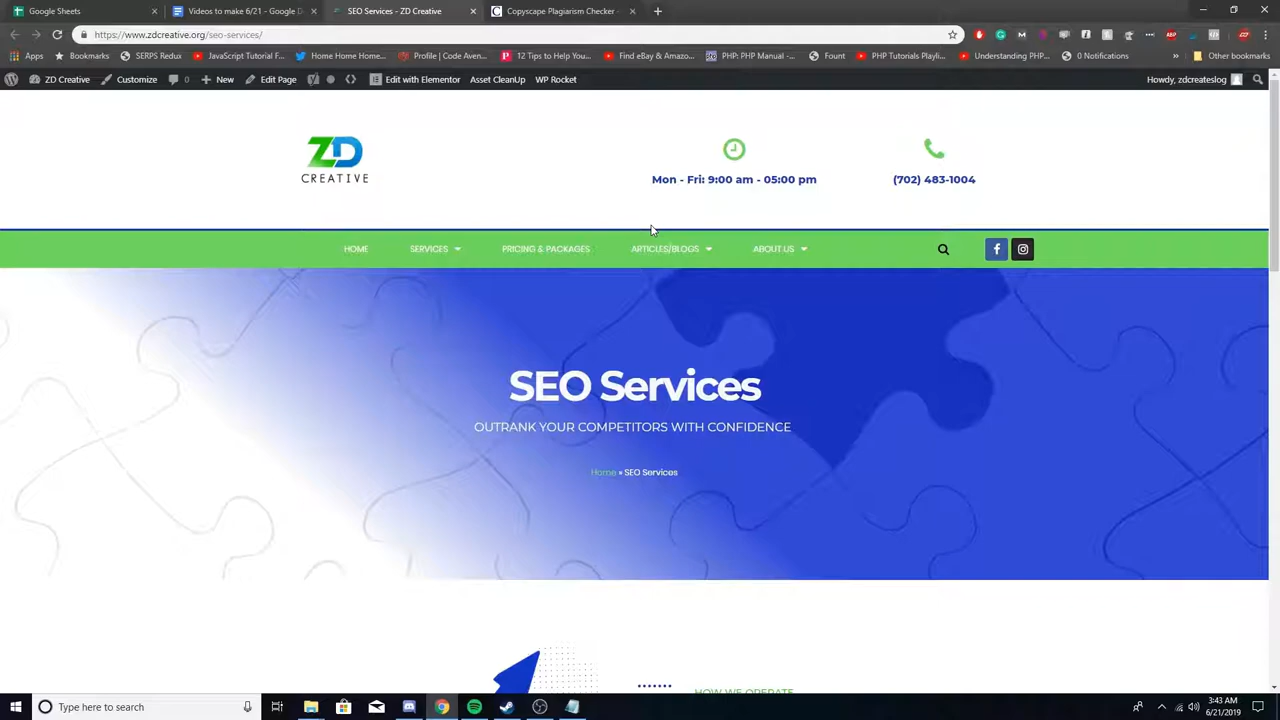 Google Sheets
Videos to make 6/21 - Google D
SEO Services - ZD Creative
Copyscape Plagiarism Checker -
https://www.zdcreative.org/seo-services/
Apps
Bookmarks
SERPS Redux
JavaScript Tutorial F...
Home Home Home...
Profile | Code Aven...
12 Tips to Help You...
Find eBay & Amazo...
PHP: PHP Manual -...
Fount
PHP Tutorials Playli...
Understanding PHP...
0 Notifications
»
Other bookmarks
ZD Creative
Customize
0
New
Edit Page
Edit with Elementor
Asset CleanUp
WP Rocket
Howdy, zdcreateslog
ZD
CREATIVE
Mon - Fri: 9:00 am - 05:00 pm
(702) 483-1004
HOME
SERVICES
PRICING & PACKAGES
ARTICLES/BLOGS
ABOUT US
SEO Services
OUTRANK YOUR COMPETITORS WITH CONFIDENCE
Home » SEO Services
HOW WE OPERATE
Type here to search
3:43 AM
6/21/2019